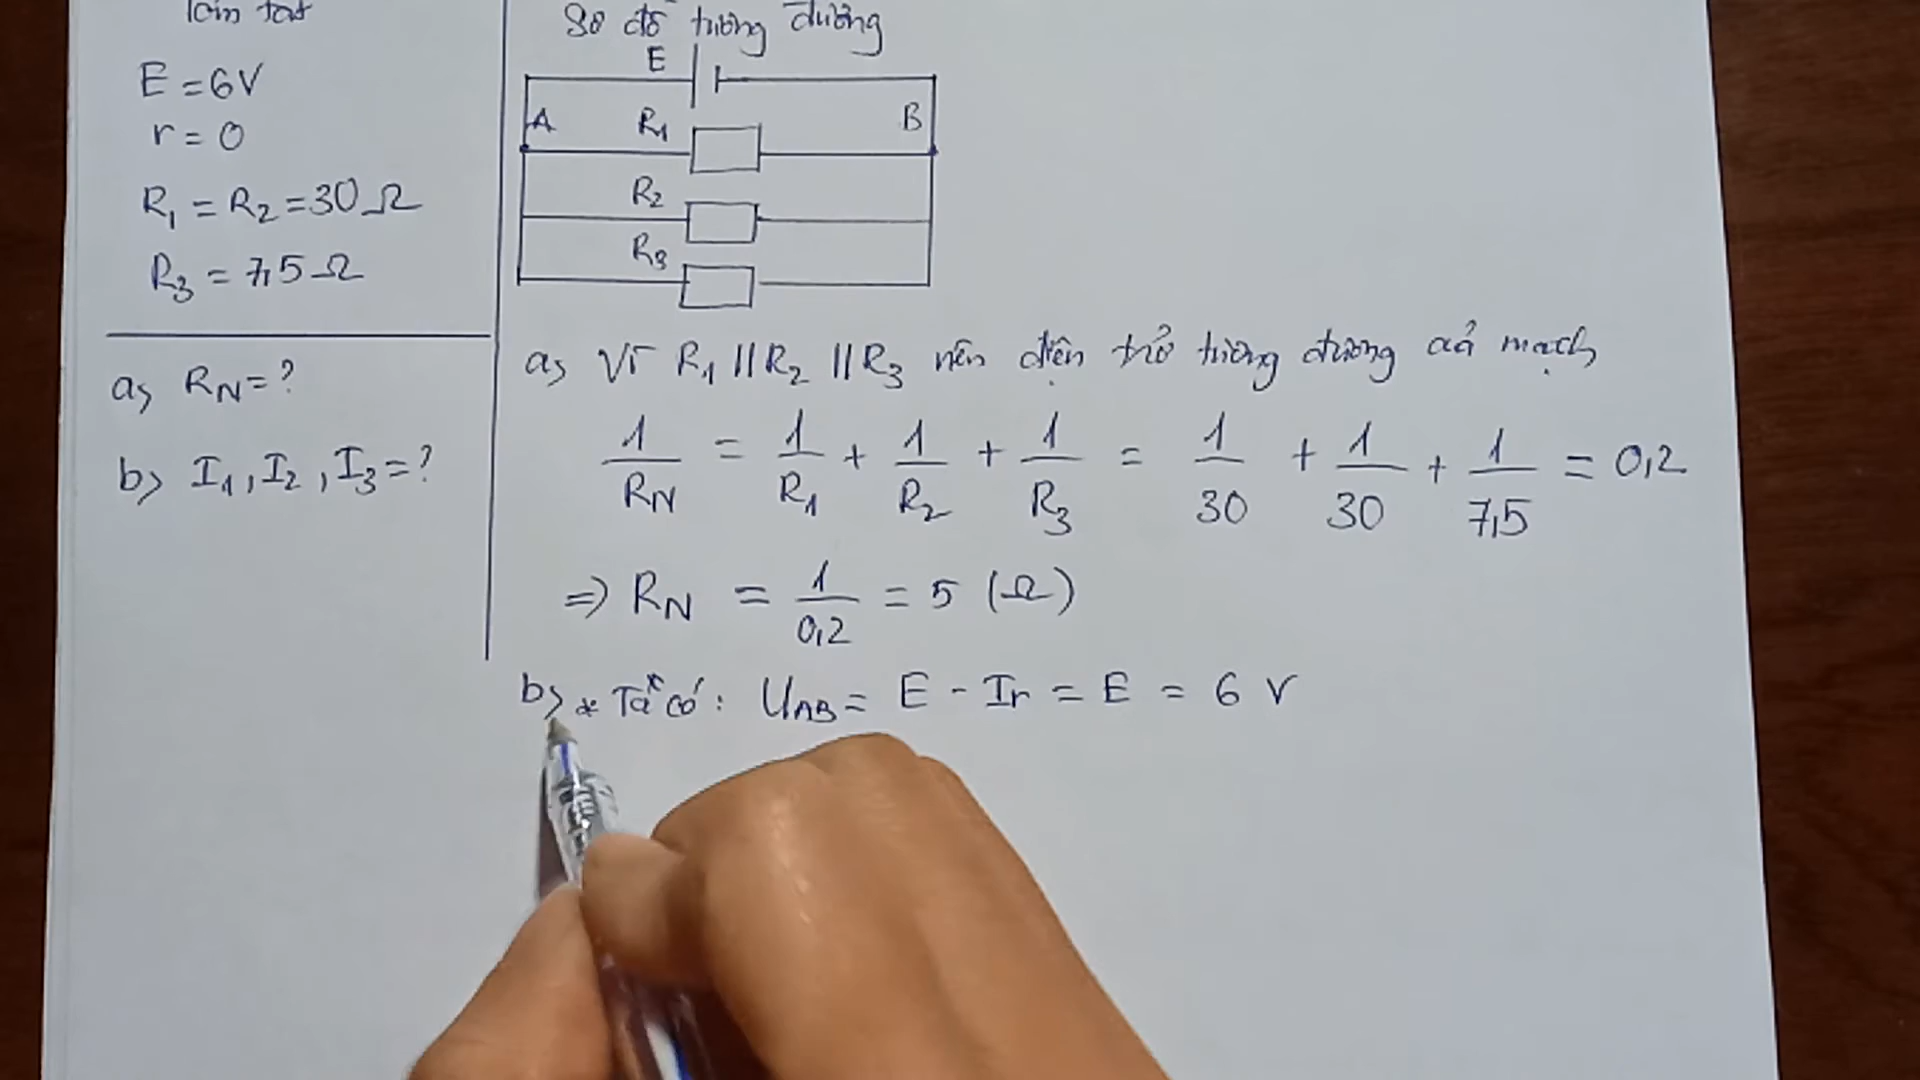 Tóm tắt
E = 6V
r = 0
R1 = R2 = 30 Ω
R3 = 7,5 Ω
a, RN = ?
b, I1, I2, I3 = ?
Sơ đồ tương đương
E
A
R1
B
R2
R3
a, Vì R1 // R2 // R3 nên điện trở tương đương cả mạch
1/RN = 1/R1 + 1/R2 + 1/R3 = 1/30 + 1/30 + 1/7,5 = 0,2
⇒ RN = 1/0,2 = 5 (Ω)
b, * Ta có: UAB = E - Ir = E = 6 V